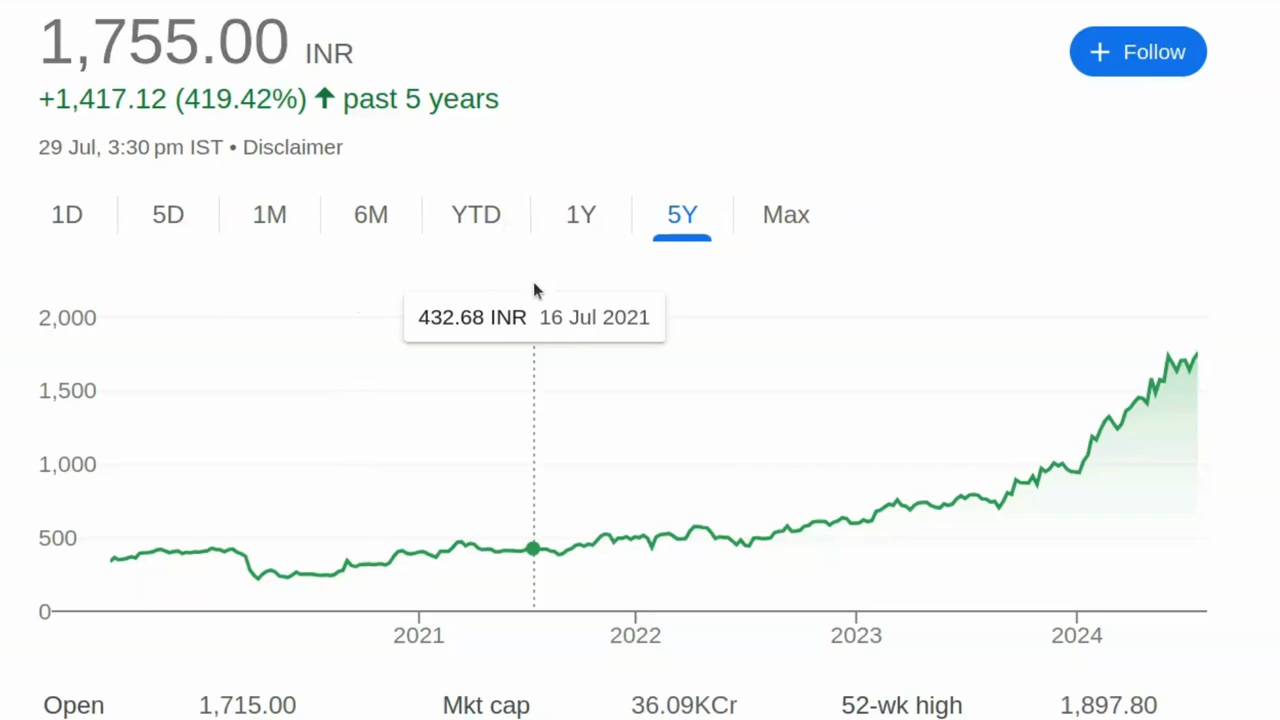 1,755.00 INR
+ Follow
+1,417.12 (419.42%) ↑ past 5 years
29 Jul, 3:30 pm IST • Disclaimer
1D 5D 1M 6M YTD 1Y 5Y Max
432.68 INR 16 Jul 2021
2,000
1,500
1,000
500
0
2021 2022 2023 2024
Open 1,715.00 Mkt cap 36.09KCr 52-wk high 1,897.80